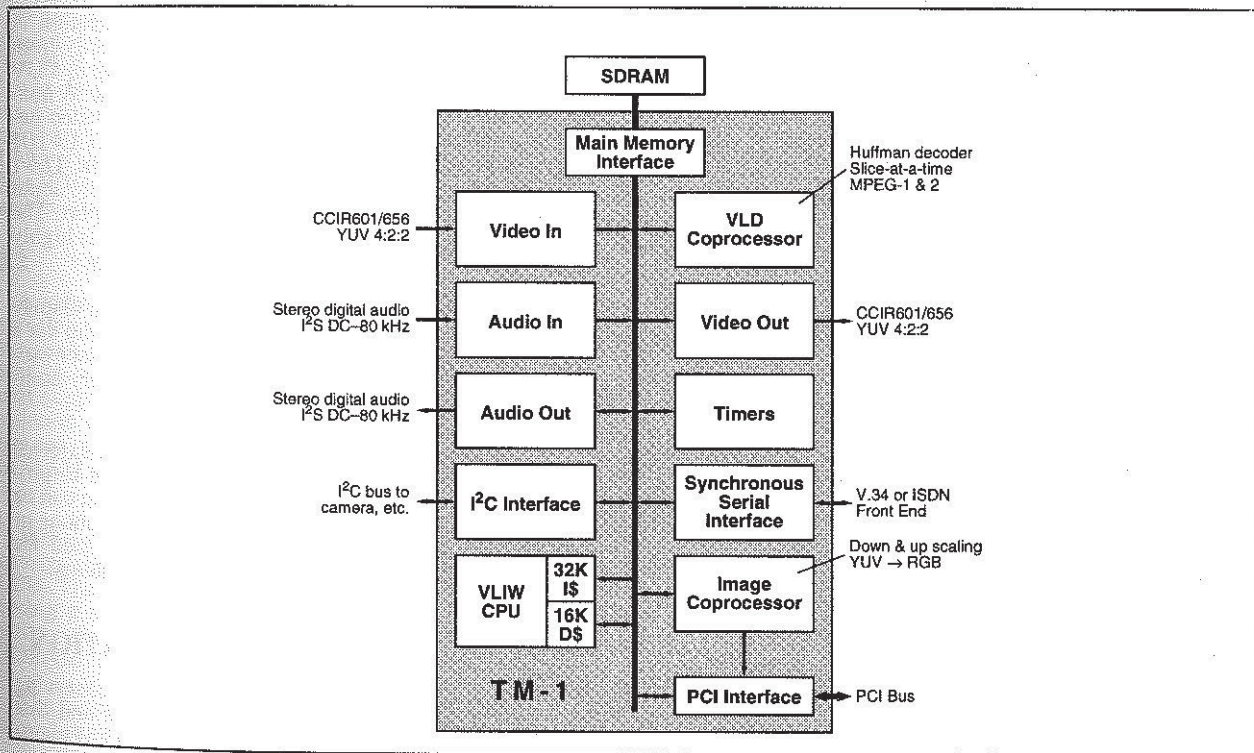 SDRAM
Main Memory
Interface
Huffman decoder
Slice-at-a-time
MPEG-1 & 2
CCIR601/656
YUV 4:2:2
Video In
VLD
Coprocessor
Stereo digital audio
I²S DC–80 kHz
Audio In
Video Out
CCIR601/656
YUV 4:2:2
Stereo digital audio
I²S DC–80 kHz
Audio Out
Timers
I²C bus to
camera, etc.
I²C Interface
Synchronous
Serial
Interface
V.34 or ISDN
Front End
Down & up scaling
YUV → RGB
VLIW
CPU
32K
I$
16K
D$
Image
Coprocessor
TM-1
PCI Interface
PCI Bus